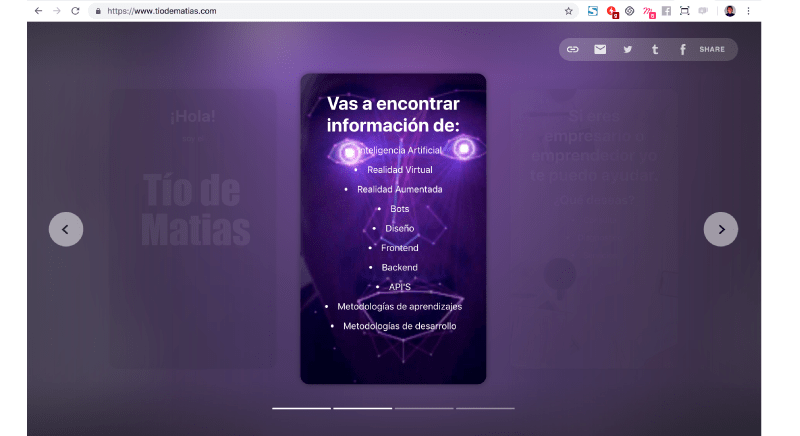 https://www.tiodematias.com
SHARE
¡Hola!
Tío de
Matias
Vas a encontrar
información de:
Inteligencia Artificial
• Realidad Virtual
• Realidad Aumentada
• Bots
• Diseño
• Frontend
• Backend
• API'S
• Metodologías de aprendizajes
• Metodologías de desarrollo
Si eres
empresario o
emprendedor yo
te puedo ayudar.